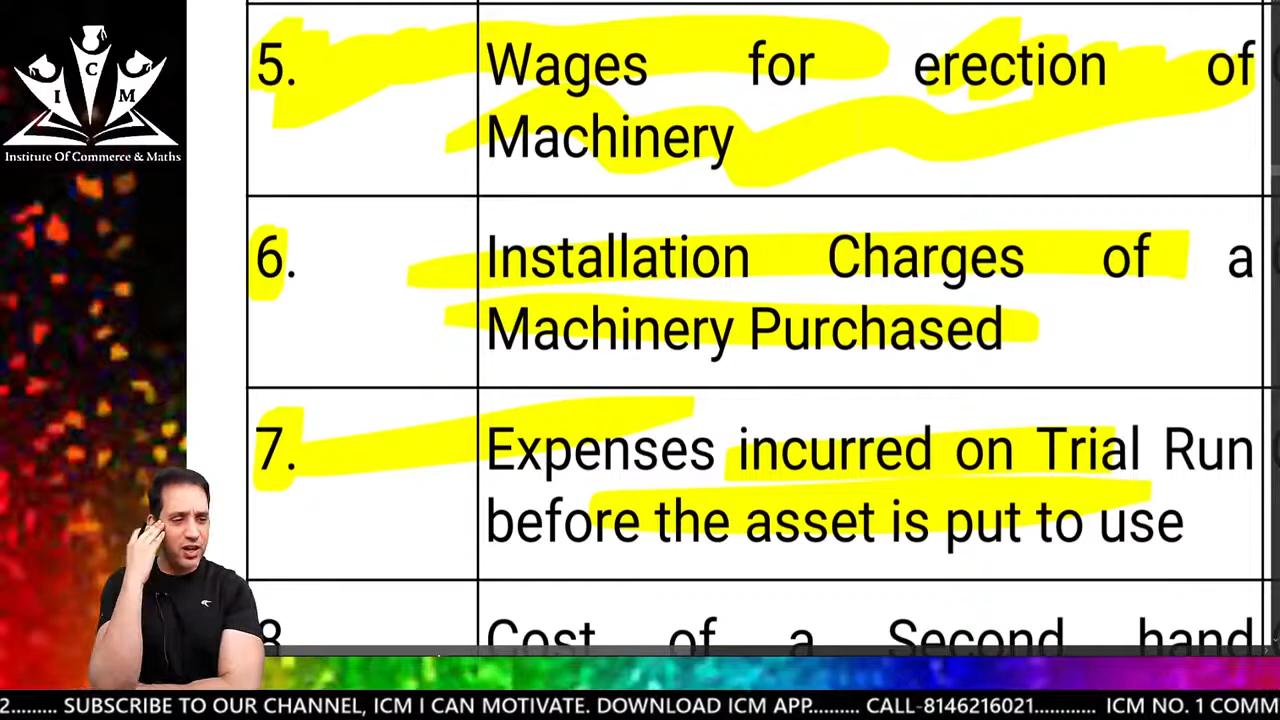 I C M
Institute Of Commerce & Maths
5. Wages for erection of
Machinery
6. Installation Charges of a
Machinery Purchased
7. Expenses incurred on Trial Run
before the asset is put to use
8 Cost of a Second hand
2......... SUBSCRIBE TO OUR CHANNEL, ICM I CAN MOTIVATE. DOWNLOAD ICM APP......... CALL-8146216021........... ICM NO. 1 COMM